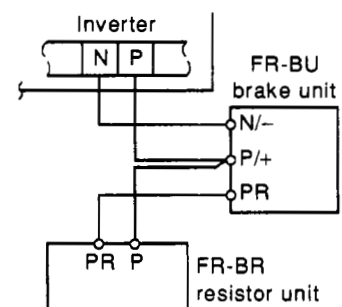 Inverter
N P
FR-BU
brake unit
N/−
P/+
PR
PR P
FR-BR
resistor unit